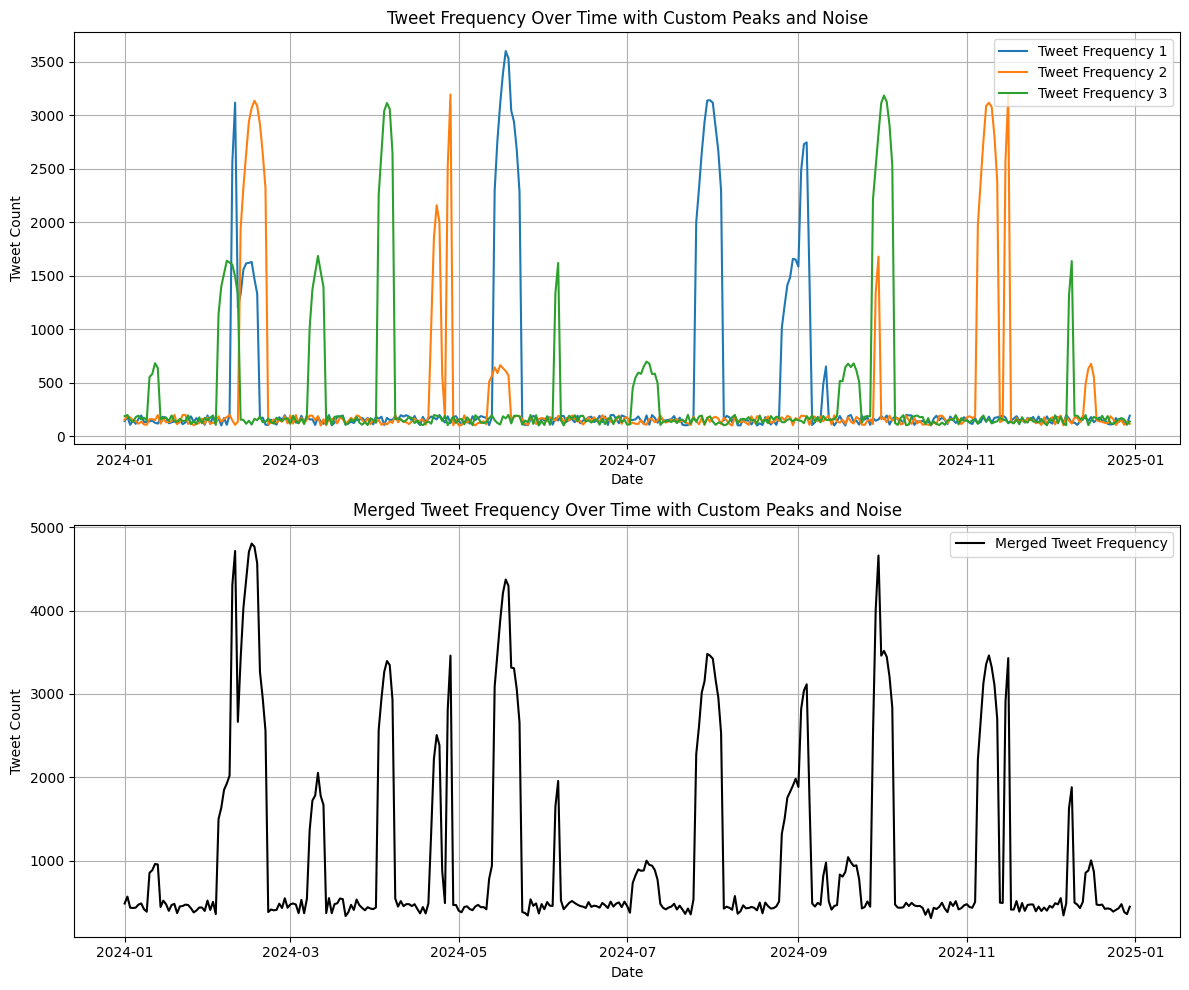 Tweet Frequency Over Time with Custom Peaks and Noise
Tweet Frequency 1
Tweet Frequency 2
Tweet Frequency 3
Tweet Count
3500
3000
2500
2000
1500
1000
500
0
2024-01
2024-03
2024-05
2024-07
2024-09
2024-11
2025-01
Date
Merged Tweet Frequency Over Time with Custom Peaks and Noise
Merged Tweet Frequency
Tweet Count
5000
4000
3000
2000
1000
2024-01
2024-03
2024-05
2024-07
2024-09
2024-11
2025-01
Date